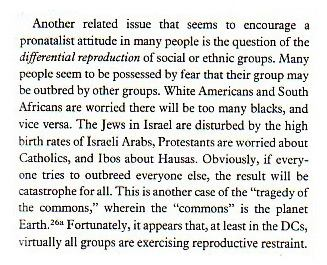 Another related issue that seems to encourage a
pronatalist attitude in many people is the question of the
differential reproduction of social or ethnic groups. Many
people seem to be possessed by fear that their group may
be outbred by other groups. White Americans and South
Africans are worried there will be too many blacks, and
vice versa. The Jews in Israel are disturbed by the high
birth rates of Israeli Arabs, Protestants are worried about
Catholics, and Ibos about Hausas. Obviously, if every-
one tries to outbreed everyone else, the result will be
catastrophe for all. This is another case of the “tragedy of
the commons,” wherein the “commons” is the planet
Earth.26a Fortunately, it appears that, at least in the DCs,
virtually all groups are exercising reproductive restraint.